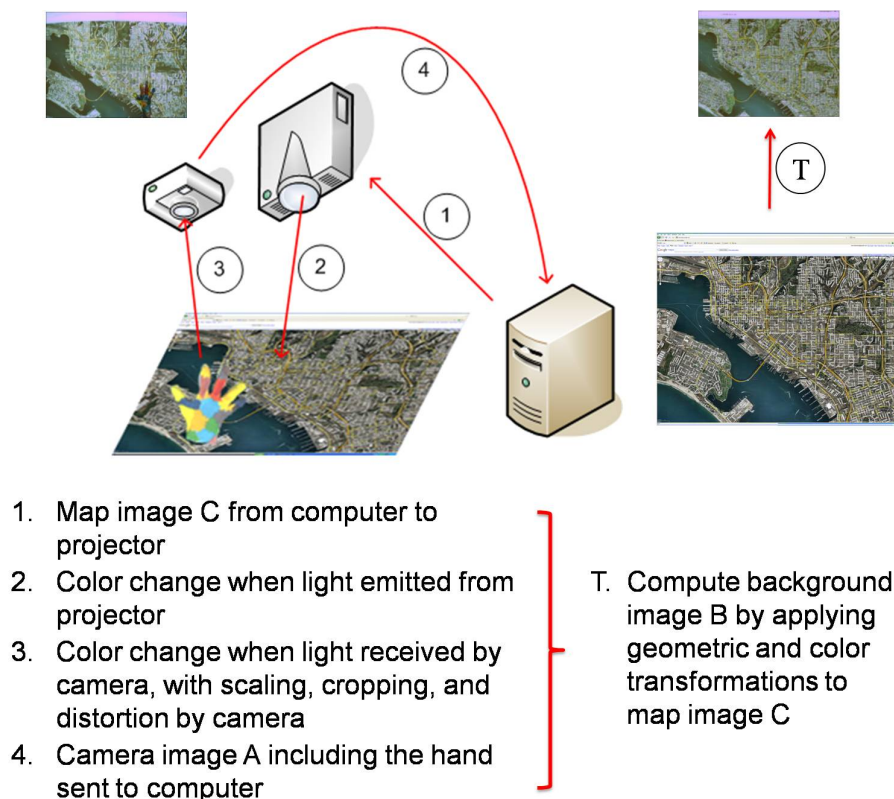 4
T
1
3
2
1. Map image C from computer to
projector
2. Color change when light emitted from
projector
3. Color change when light received by
camera, with scaling, cropping, and
distortion by camera
4. Camera image A including the hand
sent to computer
T. Compute background
image B by applying
geometric and color
transformations to
map image C